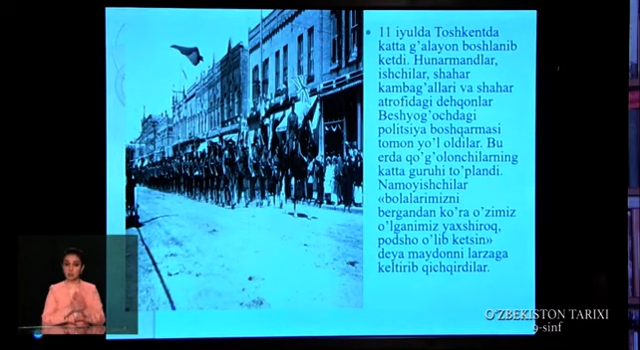 • 11 iyulda Toshkentda
katta g’alayon boshlanib
ketdi. Hunarmandlar,
ishchilar, shahar
kambag’allari va shahar
atrofidagi dehqonlar
Beshyog’ochdagi
politsiya boshqarmasi
tomon yo’l oldilar. Bu
erda qo’g’olonchilarning
katta guruhi to’plandi.
Namoyishchilar
«bolalarimizni
bergandan ko’ra o’zimiz
o’lganimiz yaxshiroq,
podsho o’lib ketsin»
deya maydonni larzaga
keltirib qichqirdilar.
O'ZBEKISTON TARIXI
9-sinf